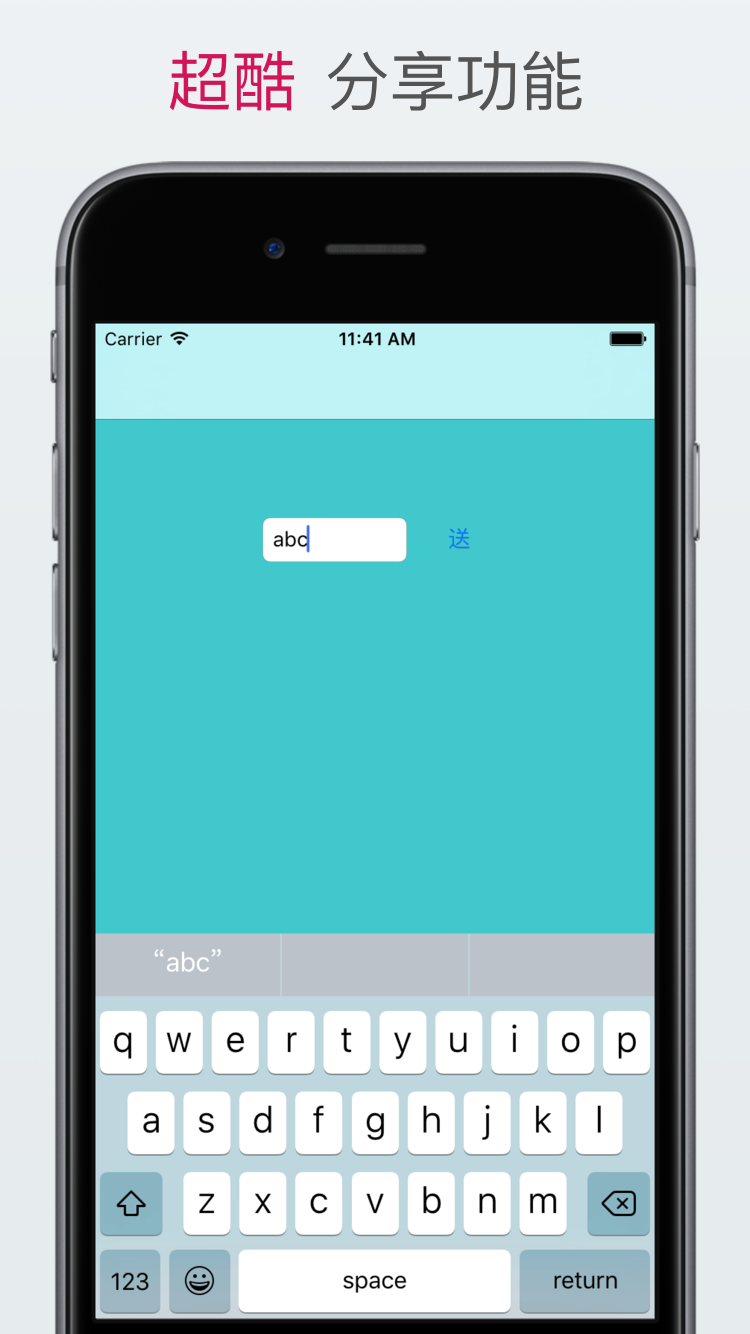 超酷 分享功能
Carrier 11:41 AM
abc 送
“abc”
q w e r t y u i o p
a s d f g h j k l
z x c v b n m
123 space return